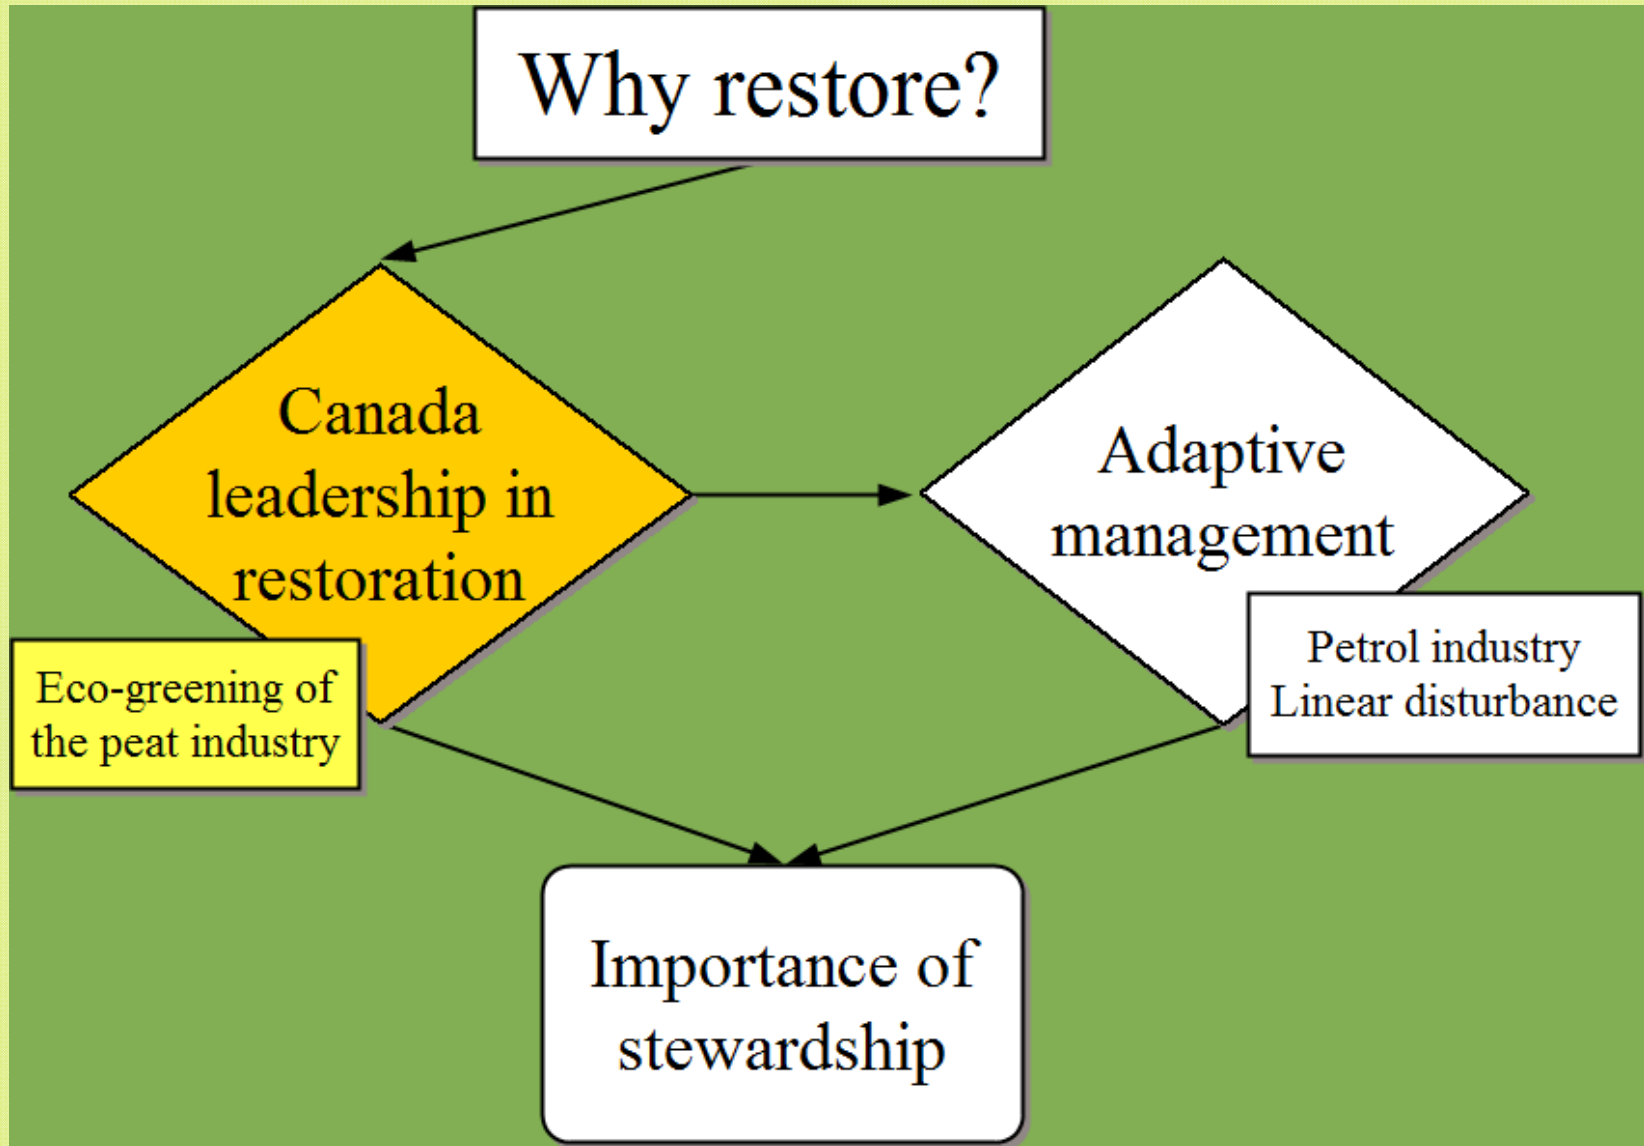 Why restore?
Canada
leadership in
restoration
Adaptive
management
Eco-greening of
the peat industry
Petrol industry
Linear disturbance
Importance of
stewardship